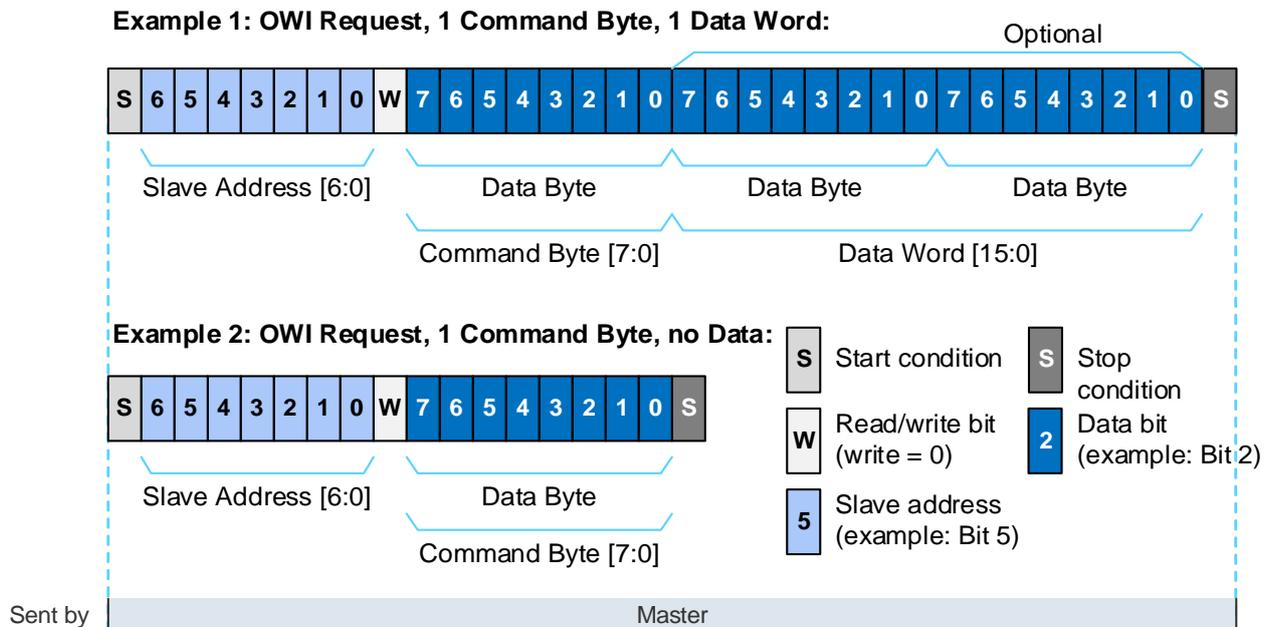 Example 1: OWI Request, 1 Command Byte, 1 Data Word:
Optional
S 6 5 4 3 2 1 0 W 7 6 5 4 3 2 1 0 7 6 5 4 3 2 1 0 7 6 5 4 3 2 1 0 S
Slave Address [6:0] Data Byte Data Byte Data Byte
Command Byte [7:0] Data Word [15:0]
Example 2: OWI Request, 1 Command Byte, no Data:
S 6 5 4 3 2 1 0 W 7 6 5 4 3 2 1 0 S
Slave Address [6:0] Data Byte
Command Byte [7:0]
S Start condition
S Stop
condition
W Read/write bit
(write = 0)
2 Data bit
(example: Bit 2)
5 Slave address
(example: Bit 5)
Sent by Master